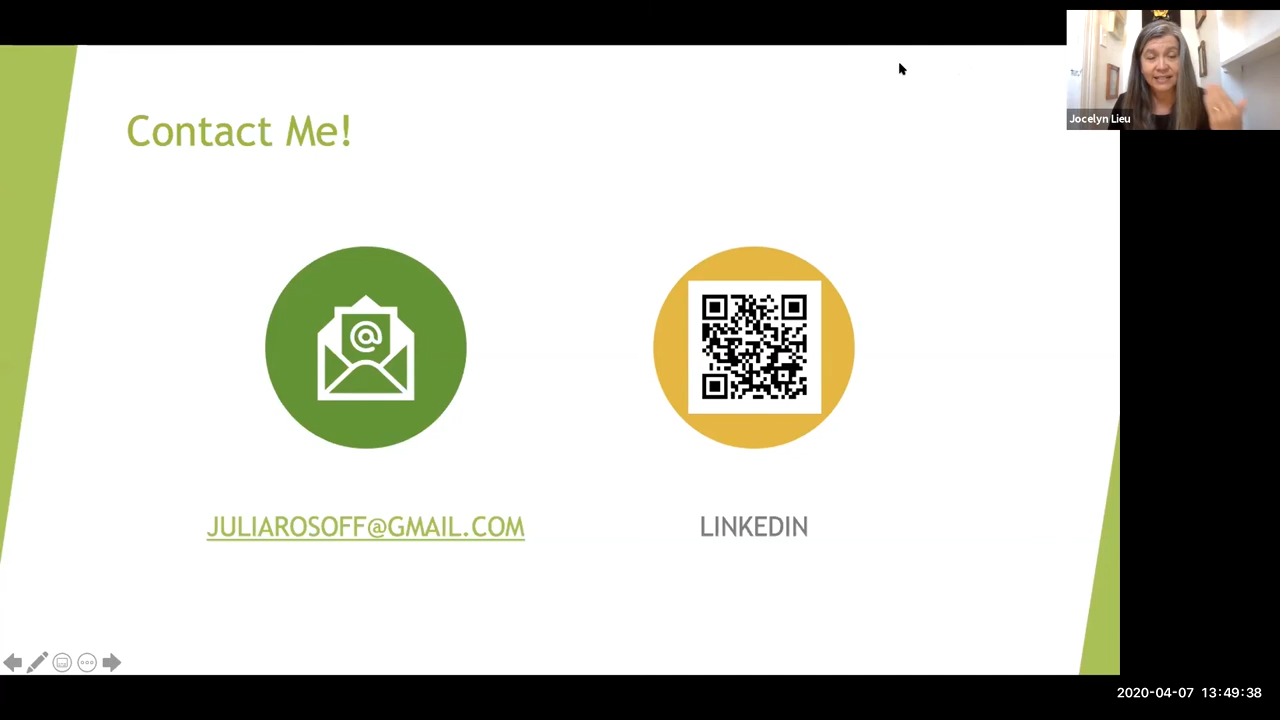 Jocelyn Lieu
Contact Me!
@
JULIAROSOFF@GMAIL.COM
LINKEDIN
2020-04-07 13:49:38